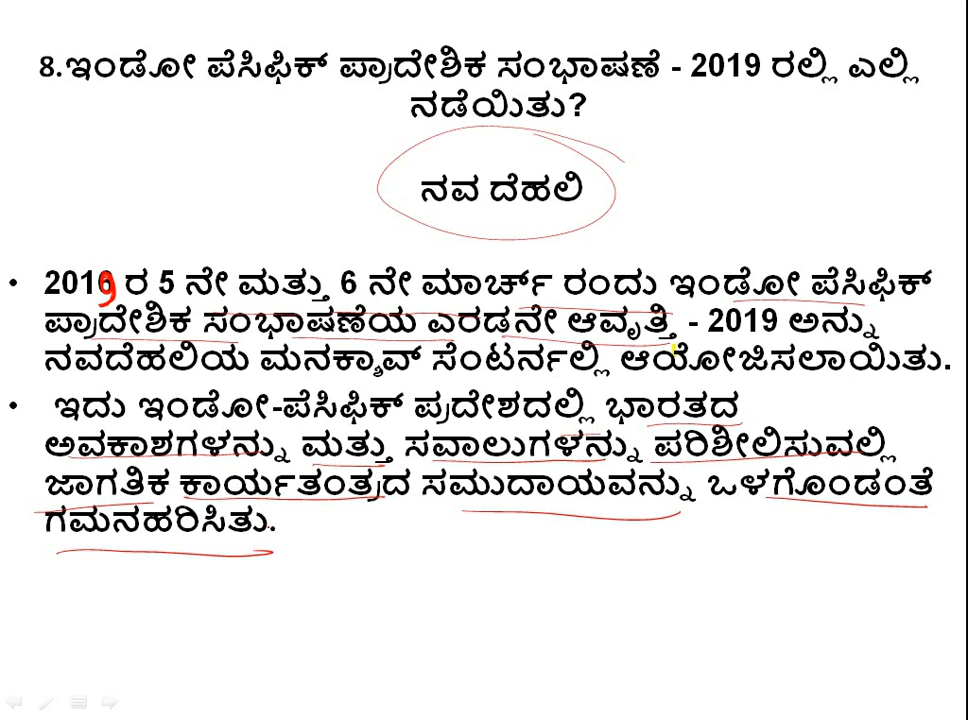 8.ಇಂಡೋ ಪೆಸಿಫಿಕ್ ಪ್ರಾದೇಶಿಕ ಸಂಭಾಷಣೆ - 2019 ರಲ್ಲಿ ಎಲ್ಲಿ
ನಡೆಯಿತು?
ನವ ದೆಹಲಿ
• 2019 ರ 5 ನೇ ಮತ್ತು 6 ನೇ ಮಾರ್ಚ್ ರಂದು ಇಂಡೋ ಪೆಸಿಫಿಕ್
ಪ್ರಾದೇಶಿಕ ಸಂಭಾಷಣೆಯ ಎರಡನೇ ಆವೃತ್ತಿ - 2019 ಅನ್ನು
ನವದೆಹಲಿಯ ಮನಕ್ಶಾವ್ ಸೆಂಟರ್ನಲ್ಲಿ ಆಯೋಜಿಸಲಾಯಿತು.
• ಇದು ಇಂಡೋ-ಪೆಸಿಫಿಕ್ ಪ್ರದೇಶದಲ್ಲಿ ಭಾರತದ
ಅವಕಾಶಗಳನ್ನು ಮತ್ತು ಸವಾಲುಗಳನ್ನು ಪರಿಶೀಲಿಸುವಲ್ಲಿ
ಜಾಗತಿಕ ಕಾರ್ಯತಂತ್ರದ ಸಮುದಾಯವನ್ನು ಒಳಗೊಂಡಂತೆ
ಗಮನಹರಿಸಿತು.